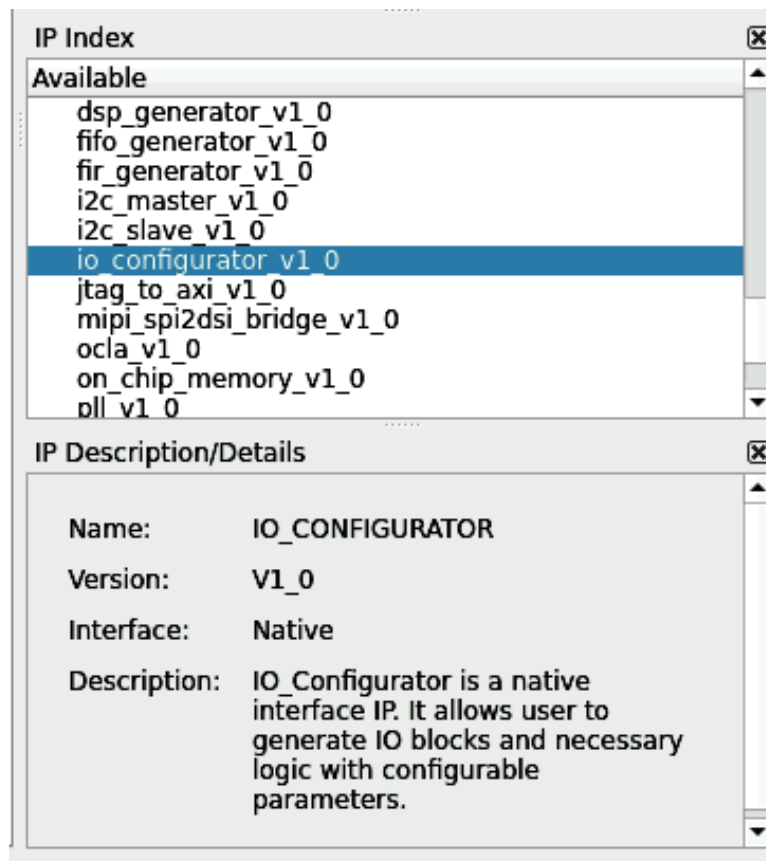 IP Index
Available
dsp_generator_v1_0
fifo_generator_v1_0
fir_generator_v1_0
i2c_master_v1_0
i2c_slave_v1_0
io_configurator_v1_0
jtag_to_axi_v1_0
mipi_spi2dsi_bridge_v1_0
ocla_v1_0
on_chip_memory_v1_0
pll_v1_0
IP Description/Details
Name: IO_CONFIGURATOR
Version: V1_0
Interface: Native
Description: IO_Configurator is a native
interface IP. It allows user to
generate IO blocks and necessary
logic with configurable
parameters.